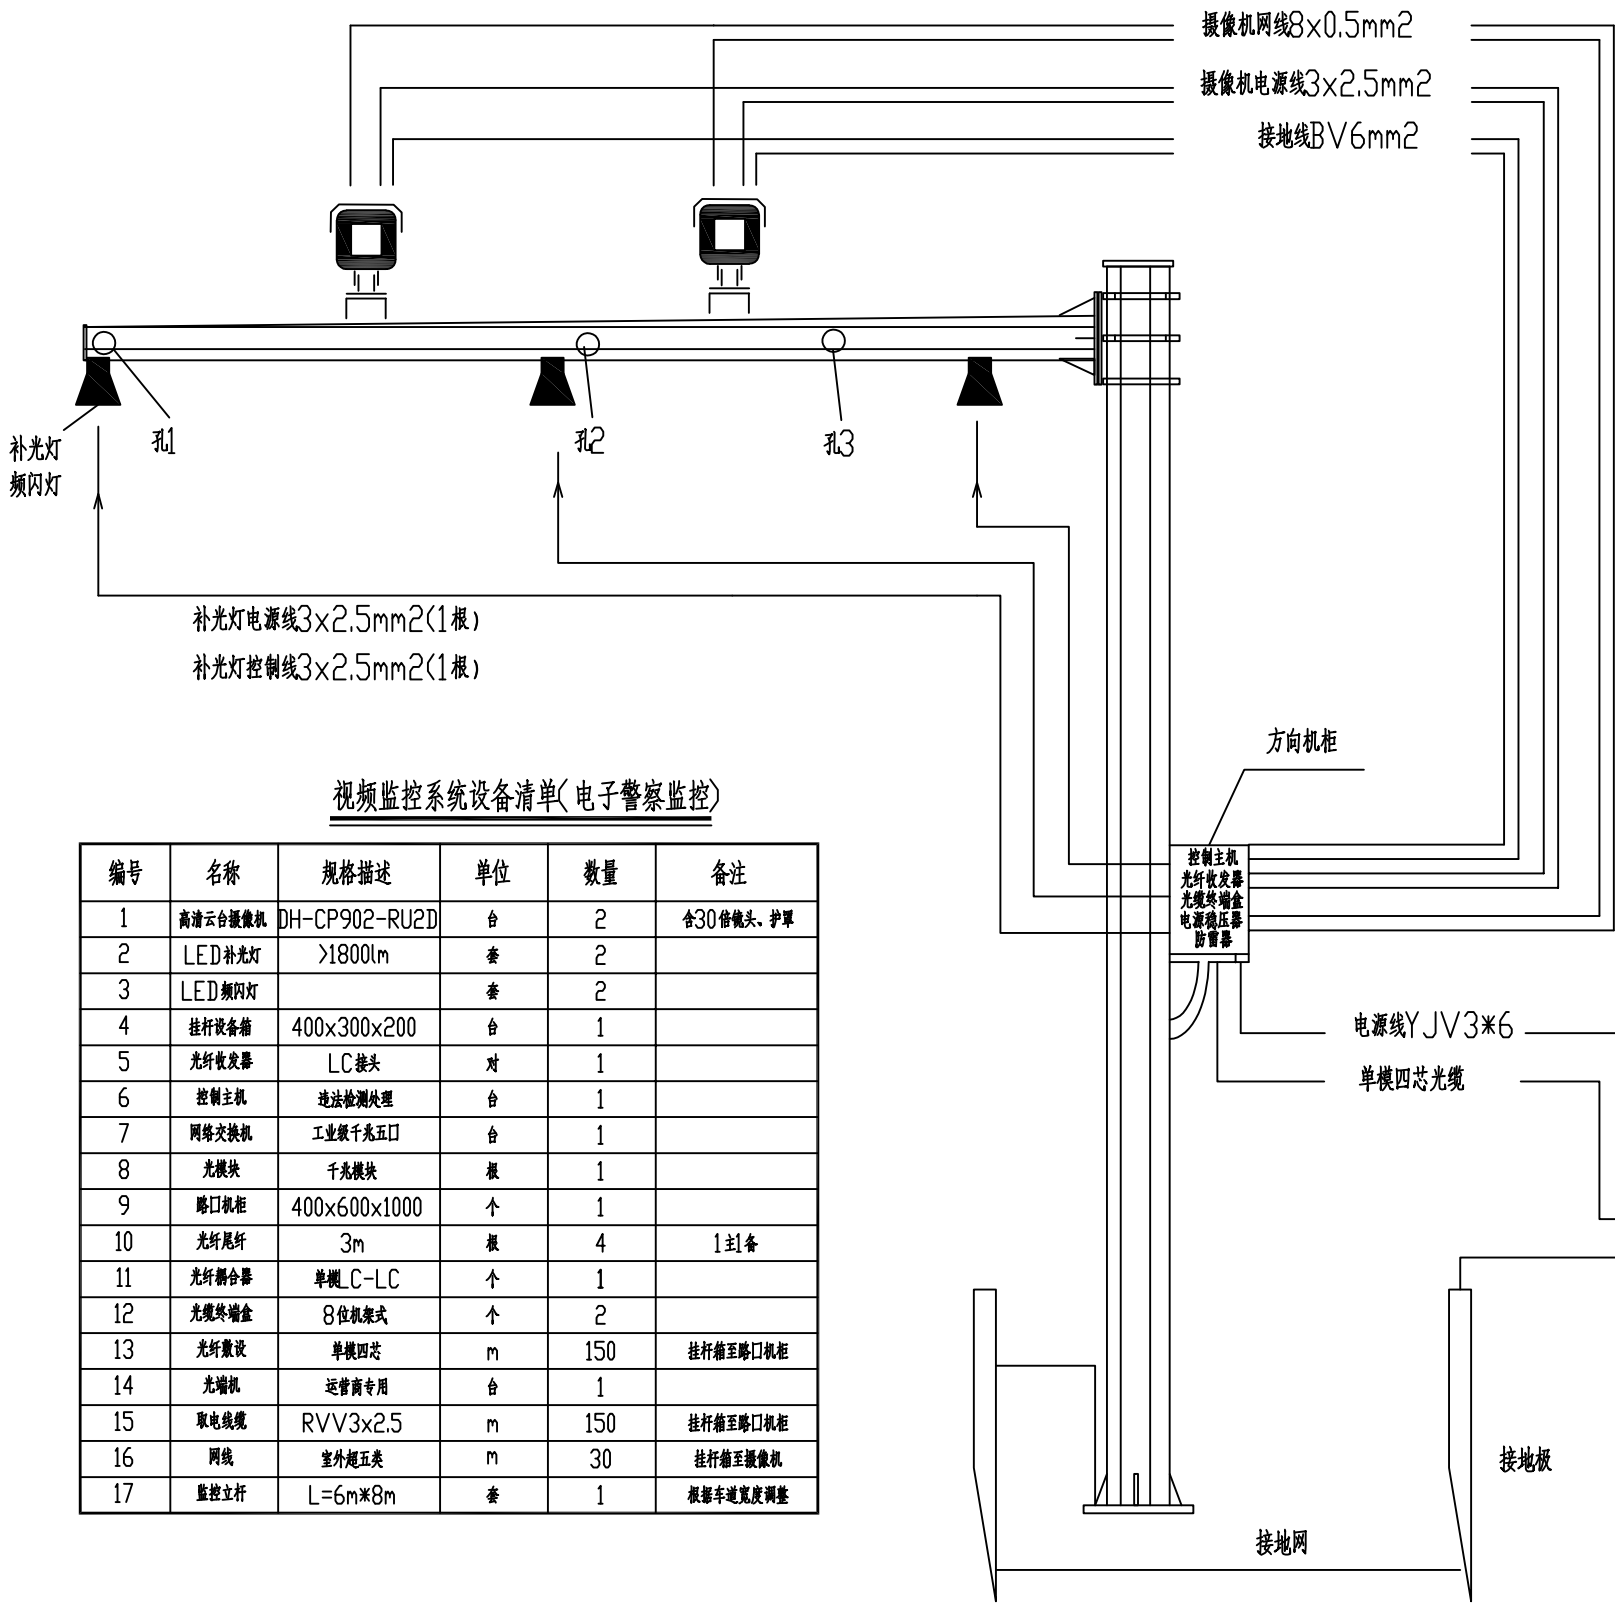 摄像机网线8x0.5mm2
摄像机电源线3x2.5mm2
接地线BV6mm2
补光灯
频闪灯
孔1
孔2
孔3
补光灯电源线3x2.5mm2(1根)
补光灯控制线3x2.5mm2(1根)
方向机柜
控制主机
光纤收发器
光缆终端盒
电源稳压器
防雷器
电源线YJV3*6
单模四芯光缆
接地极
接地网
视频监控系统设备清单(电子警察监控)
编号 名称 规格描述 单位 数量 备注
1 高清云台摄像机 DH-CP902-RU2D 台 2 含30倍镜头、护罩
2 LED补光灯 >1800lm 套 2
3 LED频闪灯 套 2
4 挂杆设备箱 400x300x200 台 1
5 光纤收发器 LC接头 对 1
6 控制主机 违法检测处理 台 1
7 网络交换机 工业级千兆五口 台 1
8 光模块 千兆模块 根 1
9 路口机柜 400x600x1000 个 1
10 光纤尾纤 3m 根 4 1主1备
11 光纤耦合器 单模LC-LC 个 1
12 光缆终端盒 8位机架式 个 2
13 光纤敷设 单模四芯 m 150 挂杆箱至路口机柜
14 光端机 运营商专用 台 1
15 取电线缆 RVV3x2.5 m 150 挂杆箱至路口机柜
16 网线 室外超五类 m 30 挂杆箱至摄像机
17 监控立杆 L=6m*8m 套 1 根据车道宽度调整